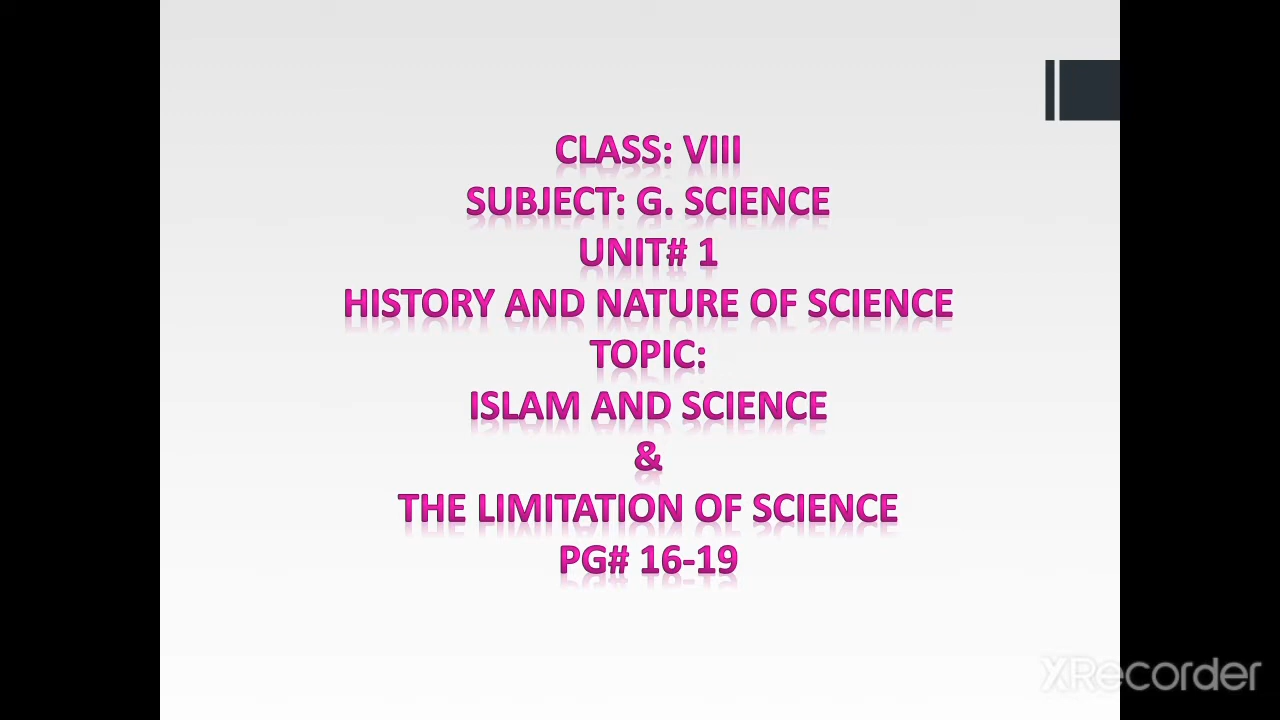 CLASS: VIII
SUBJECT: G. SCIENCE
UNIT# 1
HISTORY AND NATURE OF SCIENCE
TOPIC:
ISLAM AND SCIENCE
&
THE LIMITATION OF SCIENCE
PG# 16-19
XRecorder